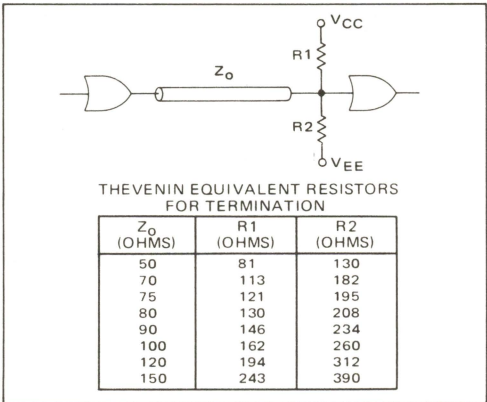 VCC
R1
Zo
R2
VEE
THEVENIN EQUIVALENT RESISTORS
FOR TERMINATION
Zo R1 R2
(OHMS) (OHMS) (OHMS)
50 81 130
70 113 182
75 121 195
80 130 208
90 146 234
100 162 260
120 194 312
150 243 390